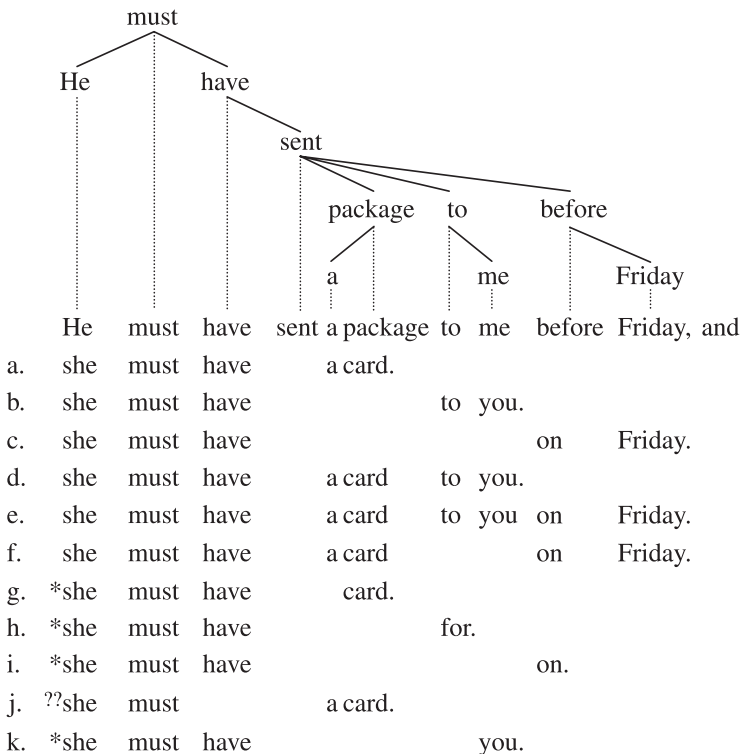 must
He have
sent
package to before
a me Friday
He must have sent a package to me before Friday, and
a. she must have a card.
b. she must have to you.
c. she must have on Friday.
d. she must have a card to you.
e. she must have a card to you on Friday.
f. she must have a card on Friday.
g. *she must have card.
h. *she must have for.
i. *she must have on.
j. ??she must a card.
k. *she must have you.